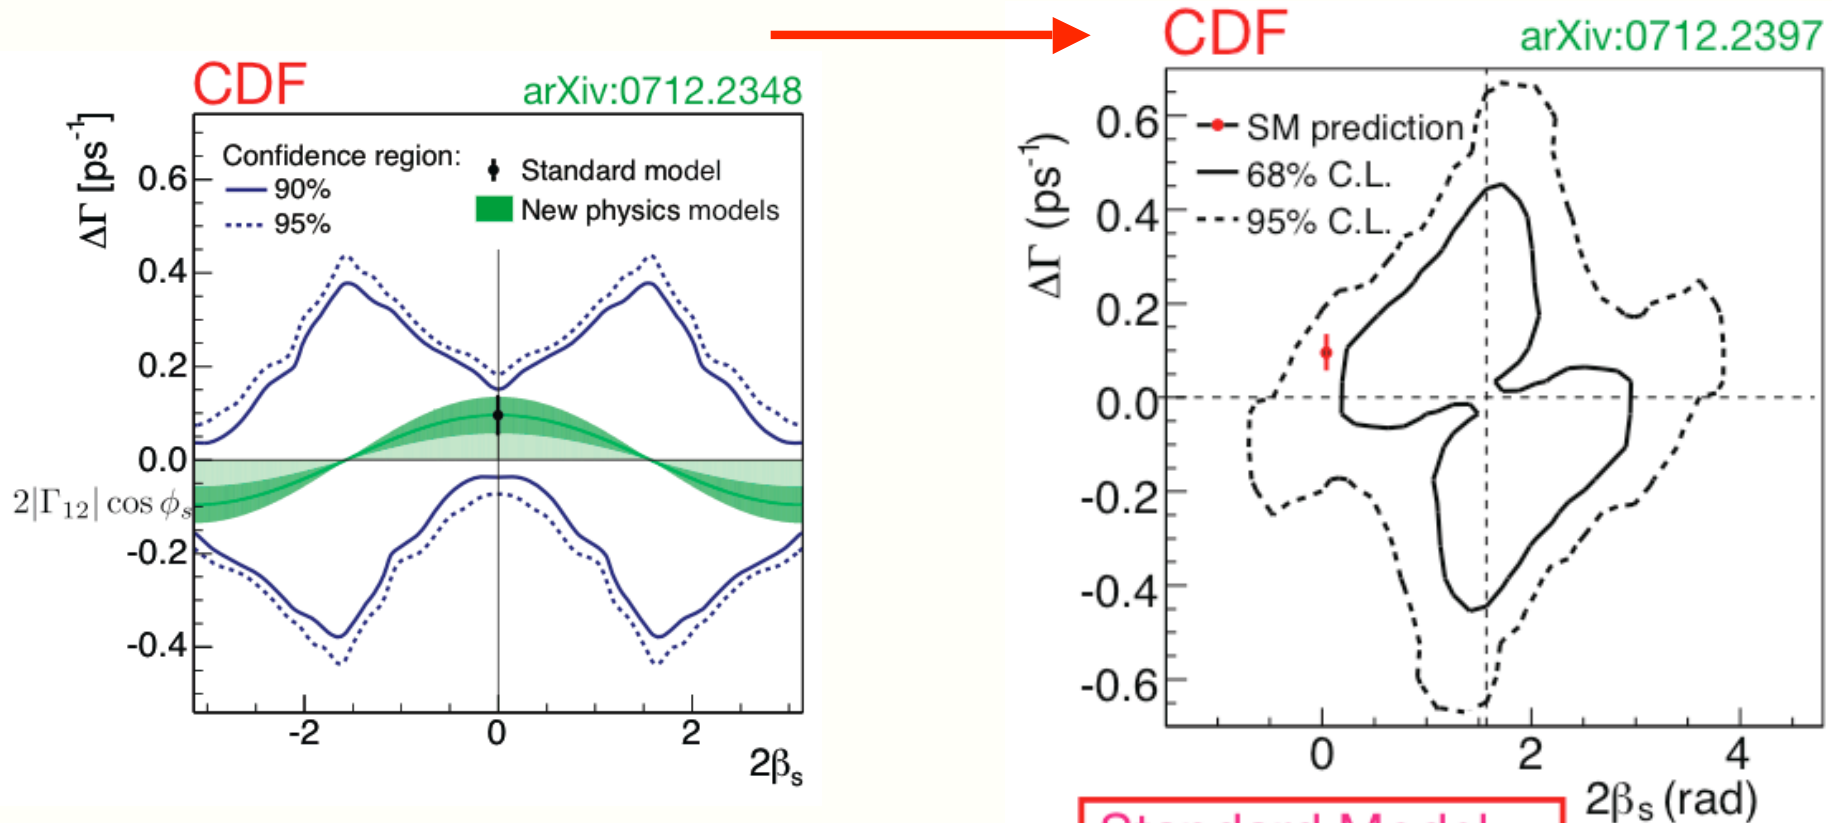 CDF
arXiv:0712.2348
ΔΓ [ps⁻¹]
Confidence region:
90%
95%
Standard model
New physics models
0.6
0.4
0.2
0.0
2|Γ₁₂| cos ϕₛ
-0.2
-0.4
-2
0
2
2βₛ
CDF
arXiv:0712.2397
ΔΓ (ps⁻¹)
SM prediction
68% C.L.
95% C.L.
0.6
0.4
0.2
0.0
-0.2
-0.4
-0.6
0
2
4
2βₛ (rad)
Standard Model